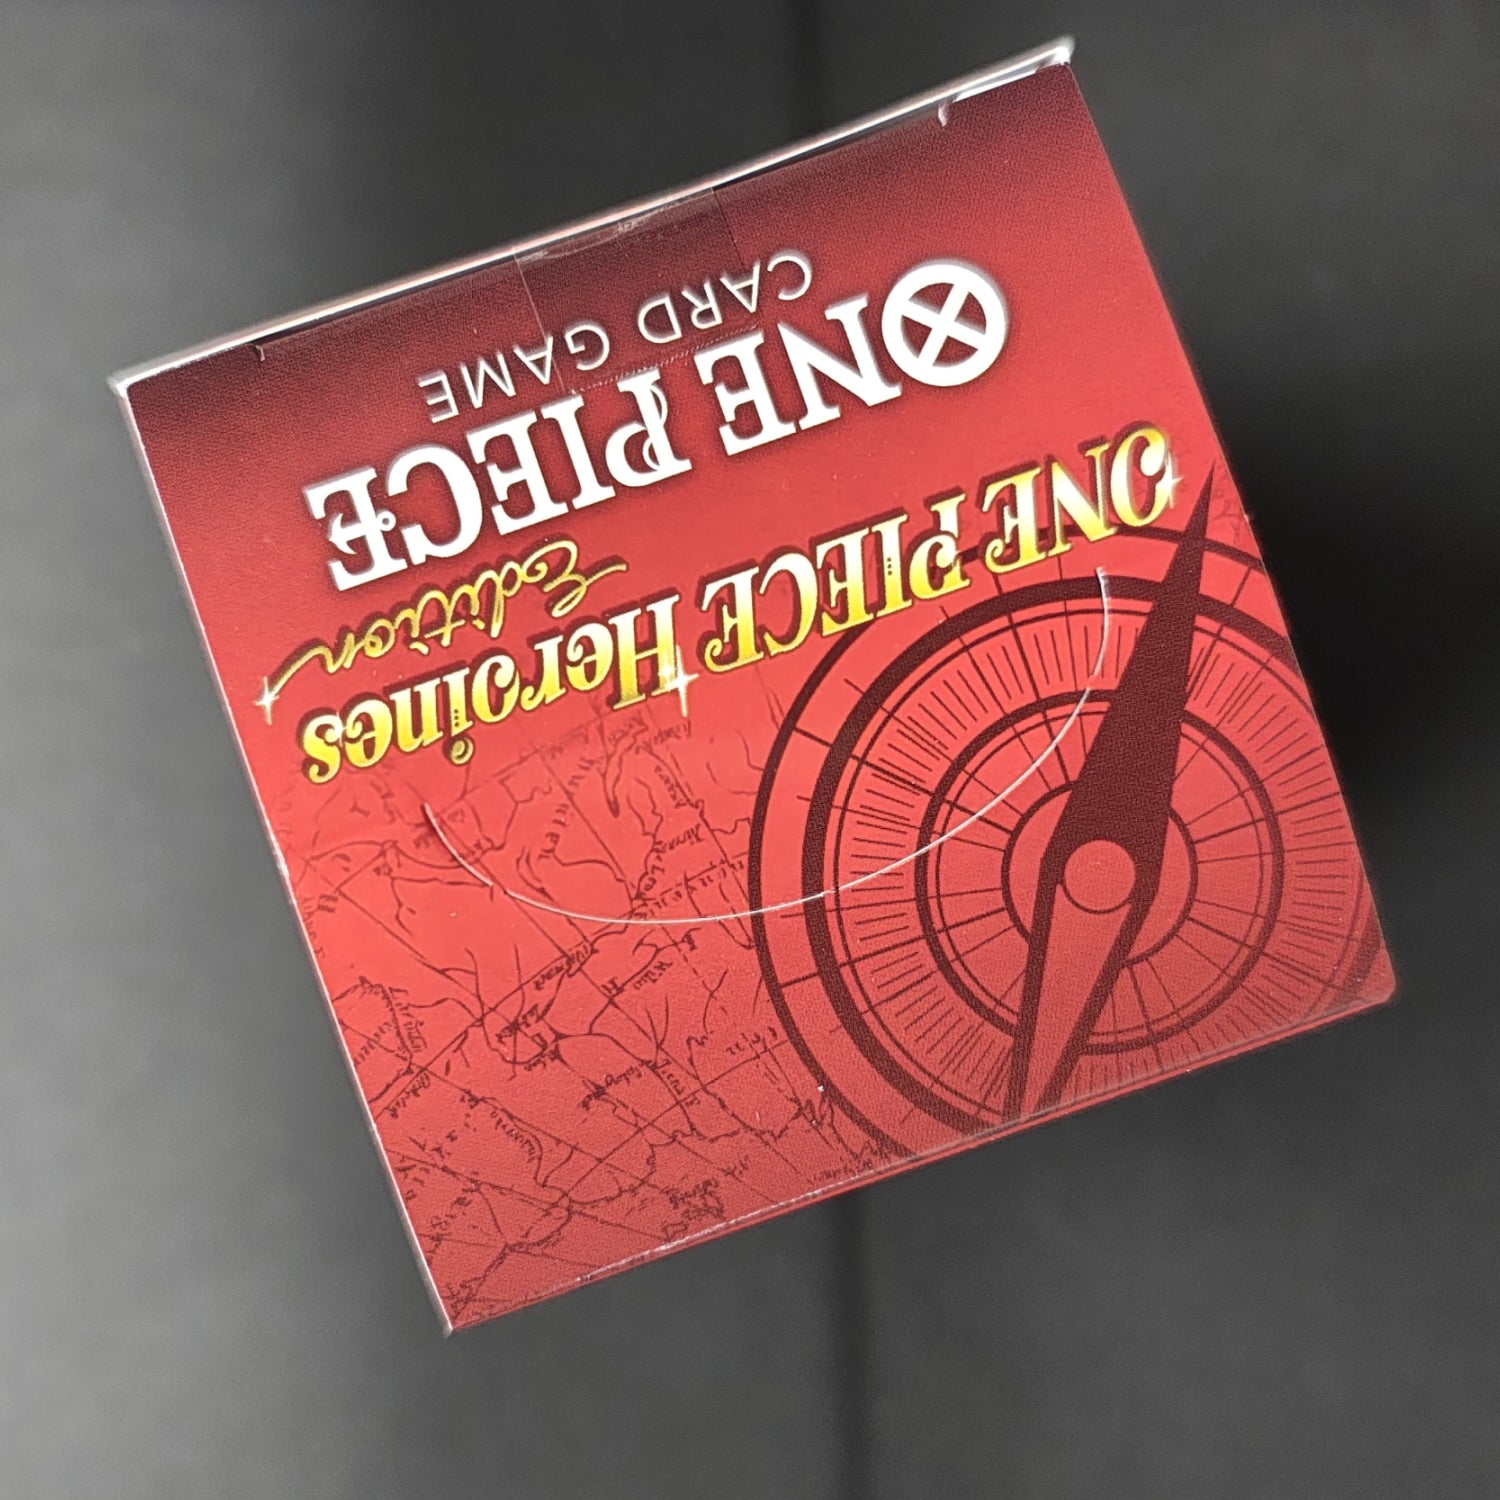 ONE PIECE Heroines
Edition
ONE PIECE
CARD GAME